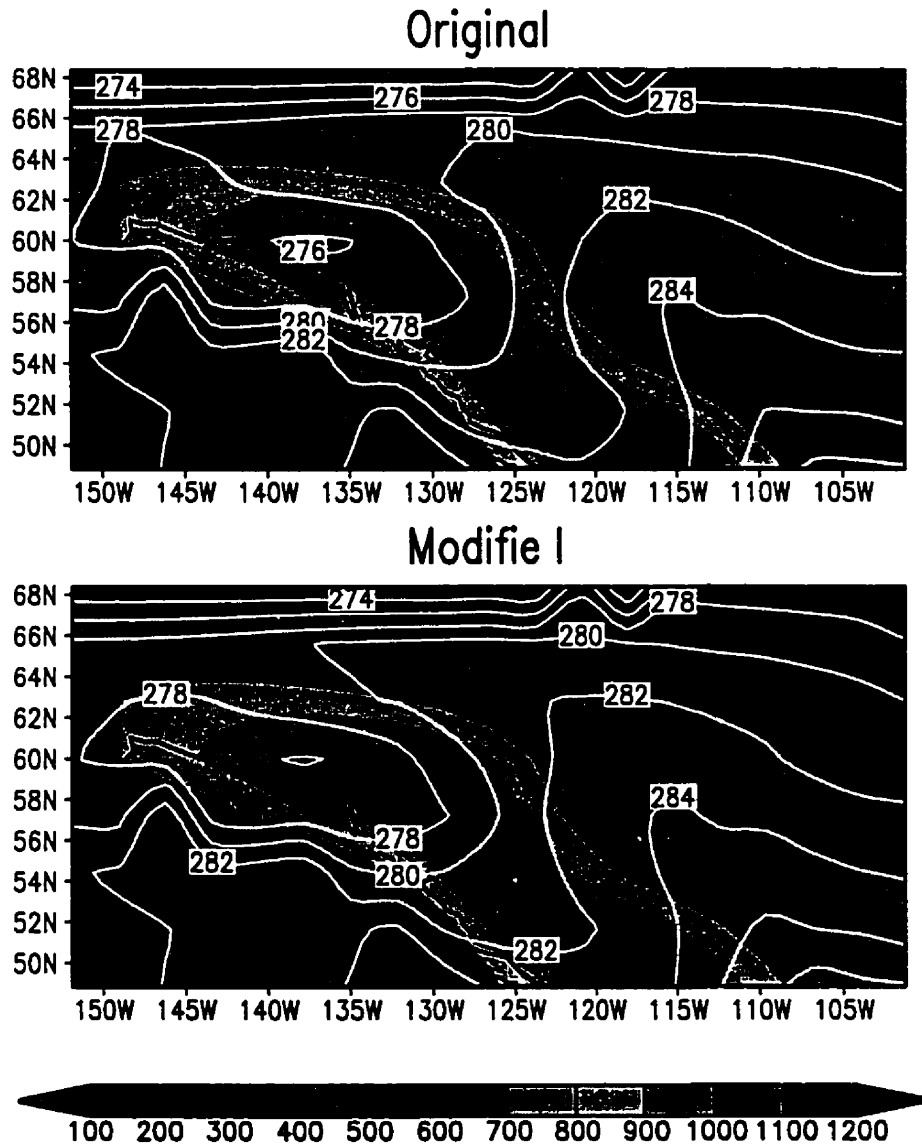 Original
68N
66N
64N
62N
60N
58N
56N
54N
52N
50N
274
276
278
278
280
282
276
284
280
282
278
150W 145W 140W 135W 130W 125W 120W 115W 110W 105W
Modifie I
68N
66N
64N
62N
60N
58N
56N
54N
52N
50N
274
278
280
278
282
284
278
282
280
282
150W 145W 140W 135W 130W 125W 120W 115W 110W 105W
100 200 300 400 500 600 700 800 900 1000 1100 1200